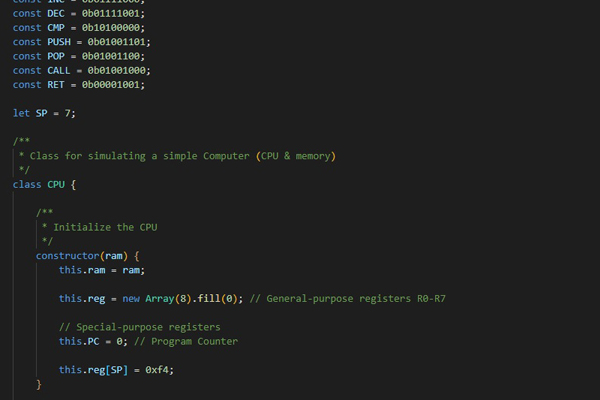 const INC = 0b01111000;
const DEC = 0b01111001;
const CMP = 0b10100000;
const PUSH = 0b01001101;
const POP = 0b01001100;
const CALL = 0b01001000;
const RET = 0b00001001;
let SP = 7;
/**
* Class for simulating a simple Computer (CPU & memory)
*/
class CPU {
/**
* Initialize the CPU
*/
constructor(ram) {
this.ram = ram;
this.reg = new Array(8).fill(0); // General-purpose registers R0-R7
// Special-purpose registers
this.PC = 0; // Program Counter
this.reg[SP] = 0xf4;
}